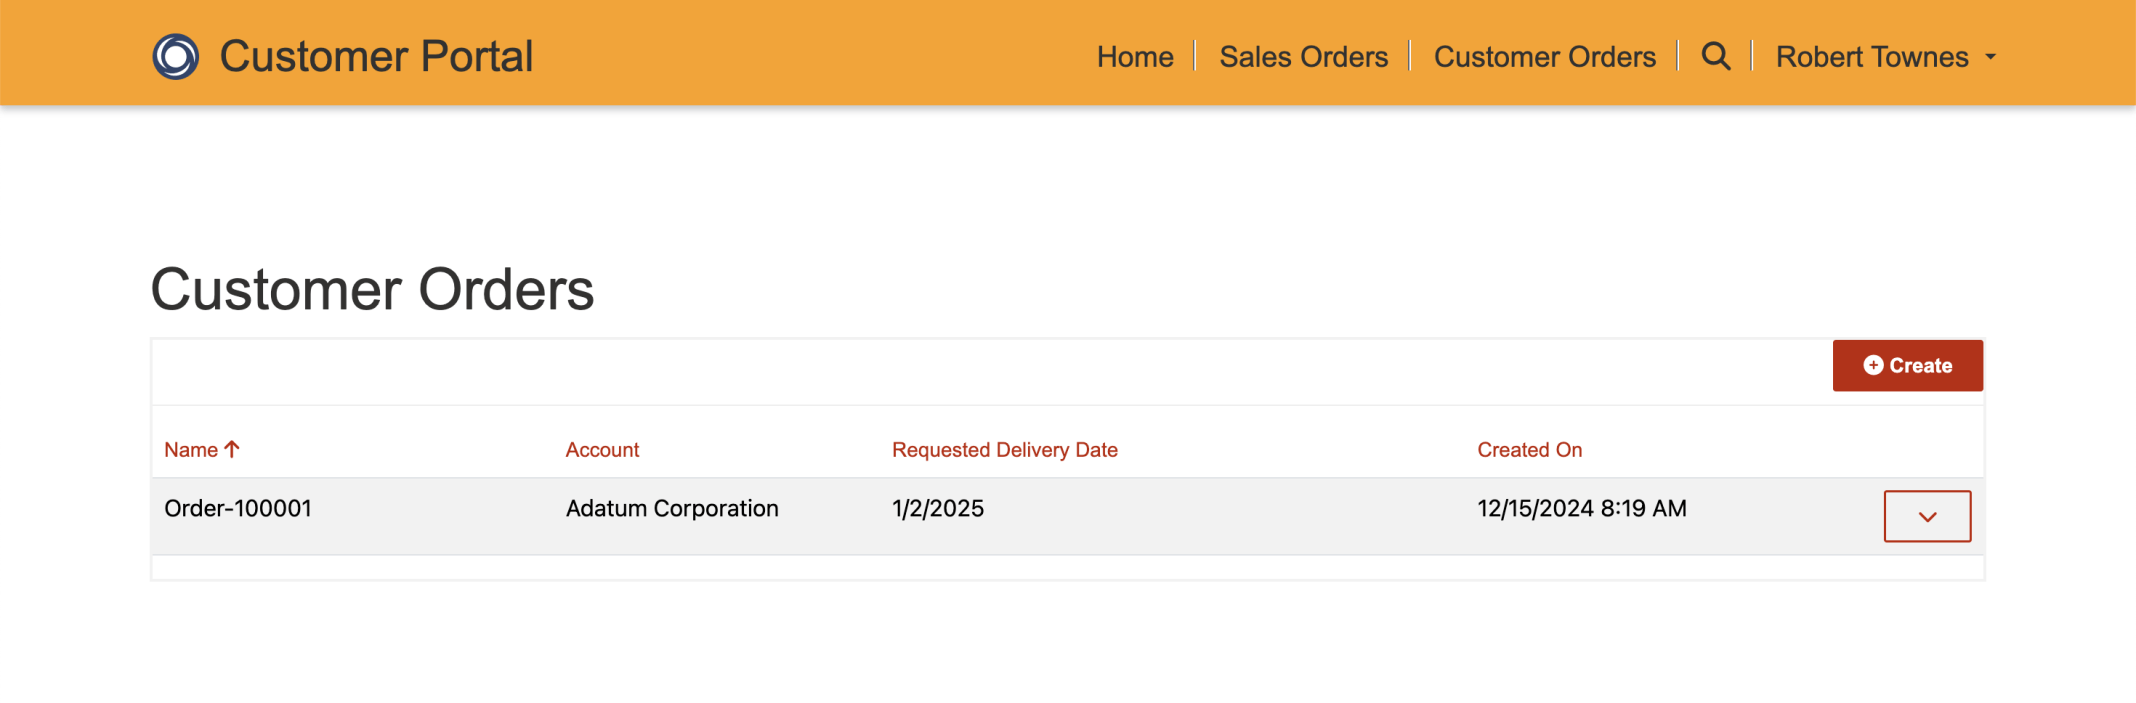 Customer Portal
Home Sales Orders Customer Orders Robert Townes
Customer Orders
Create
Name Account Requested Delivery Date Created On
Order-100001 Adatum Corporation 1/2/2025 12/15/2024 8:19 AM